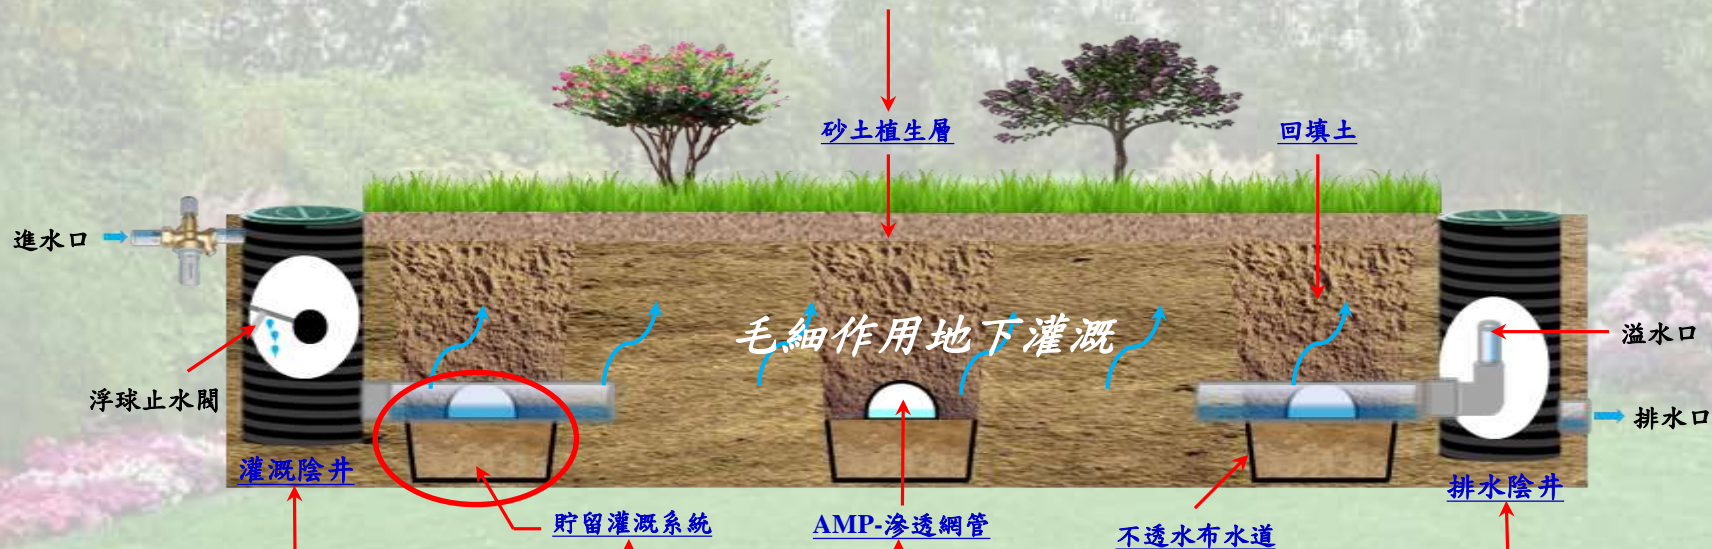 砂土植生層
回填土
進水口
毛細作用地下灌溉
溢水口
浮球止水閥
排水口
灌溉陰井
排水陰井
貯留灌溉系統
AMP-滲透網管
不透水布水道